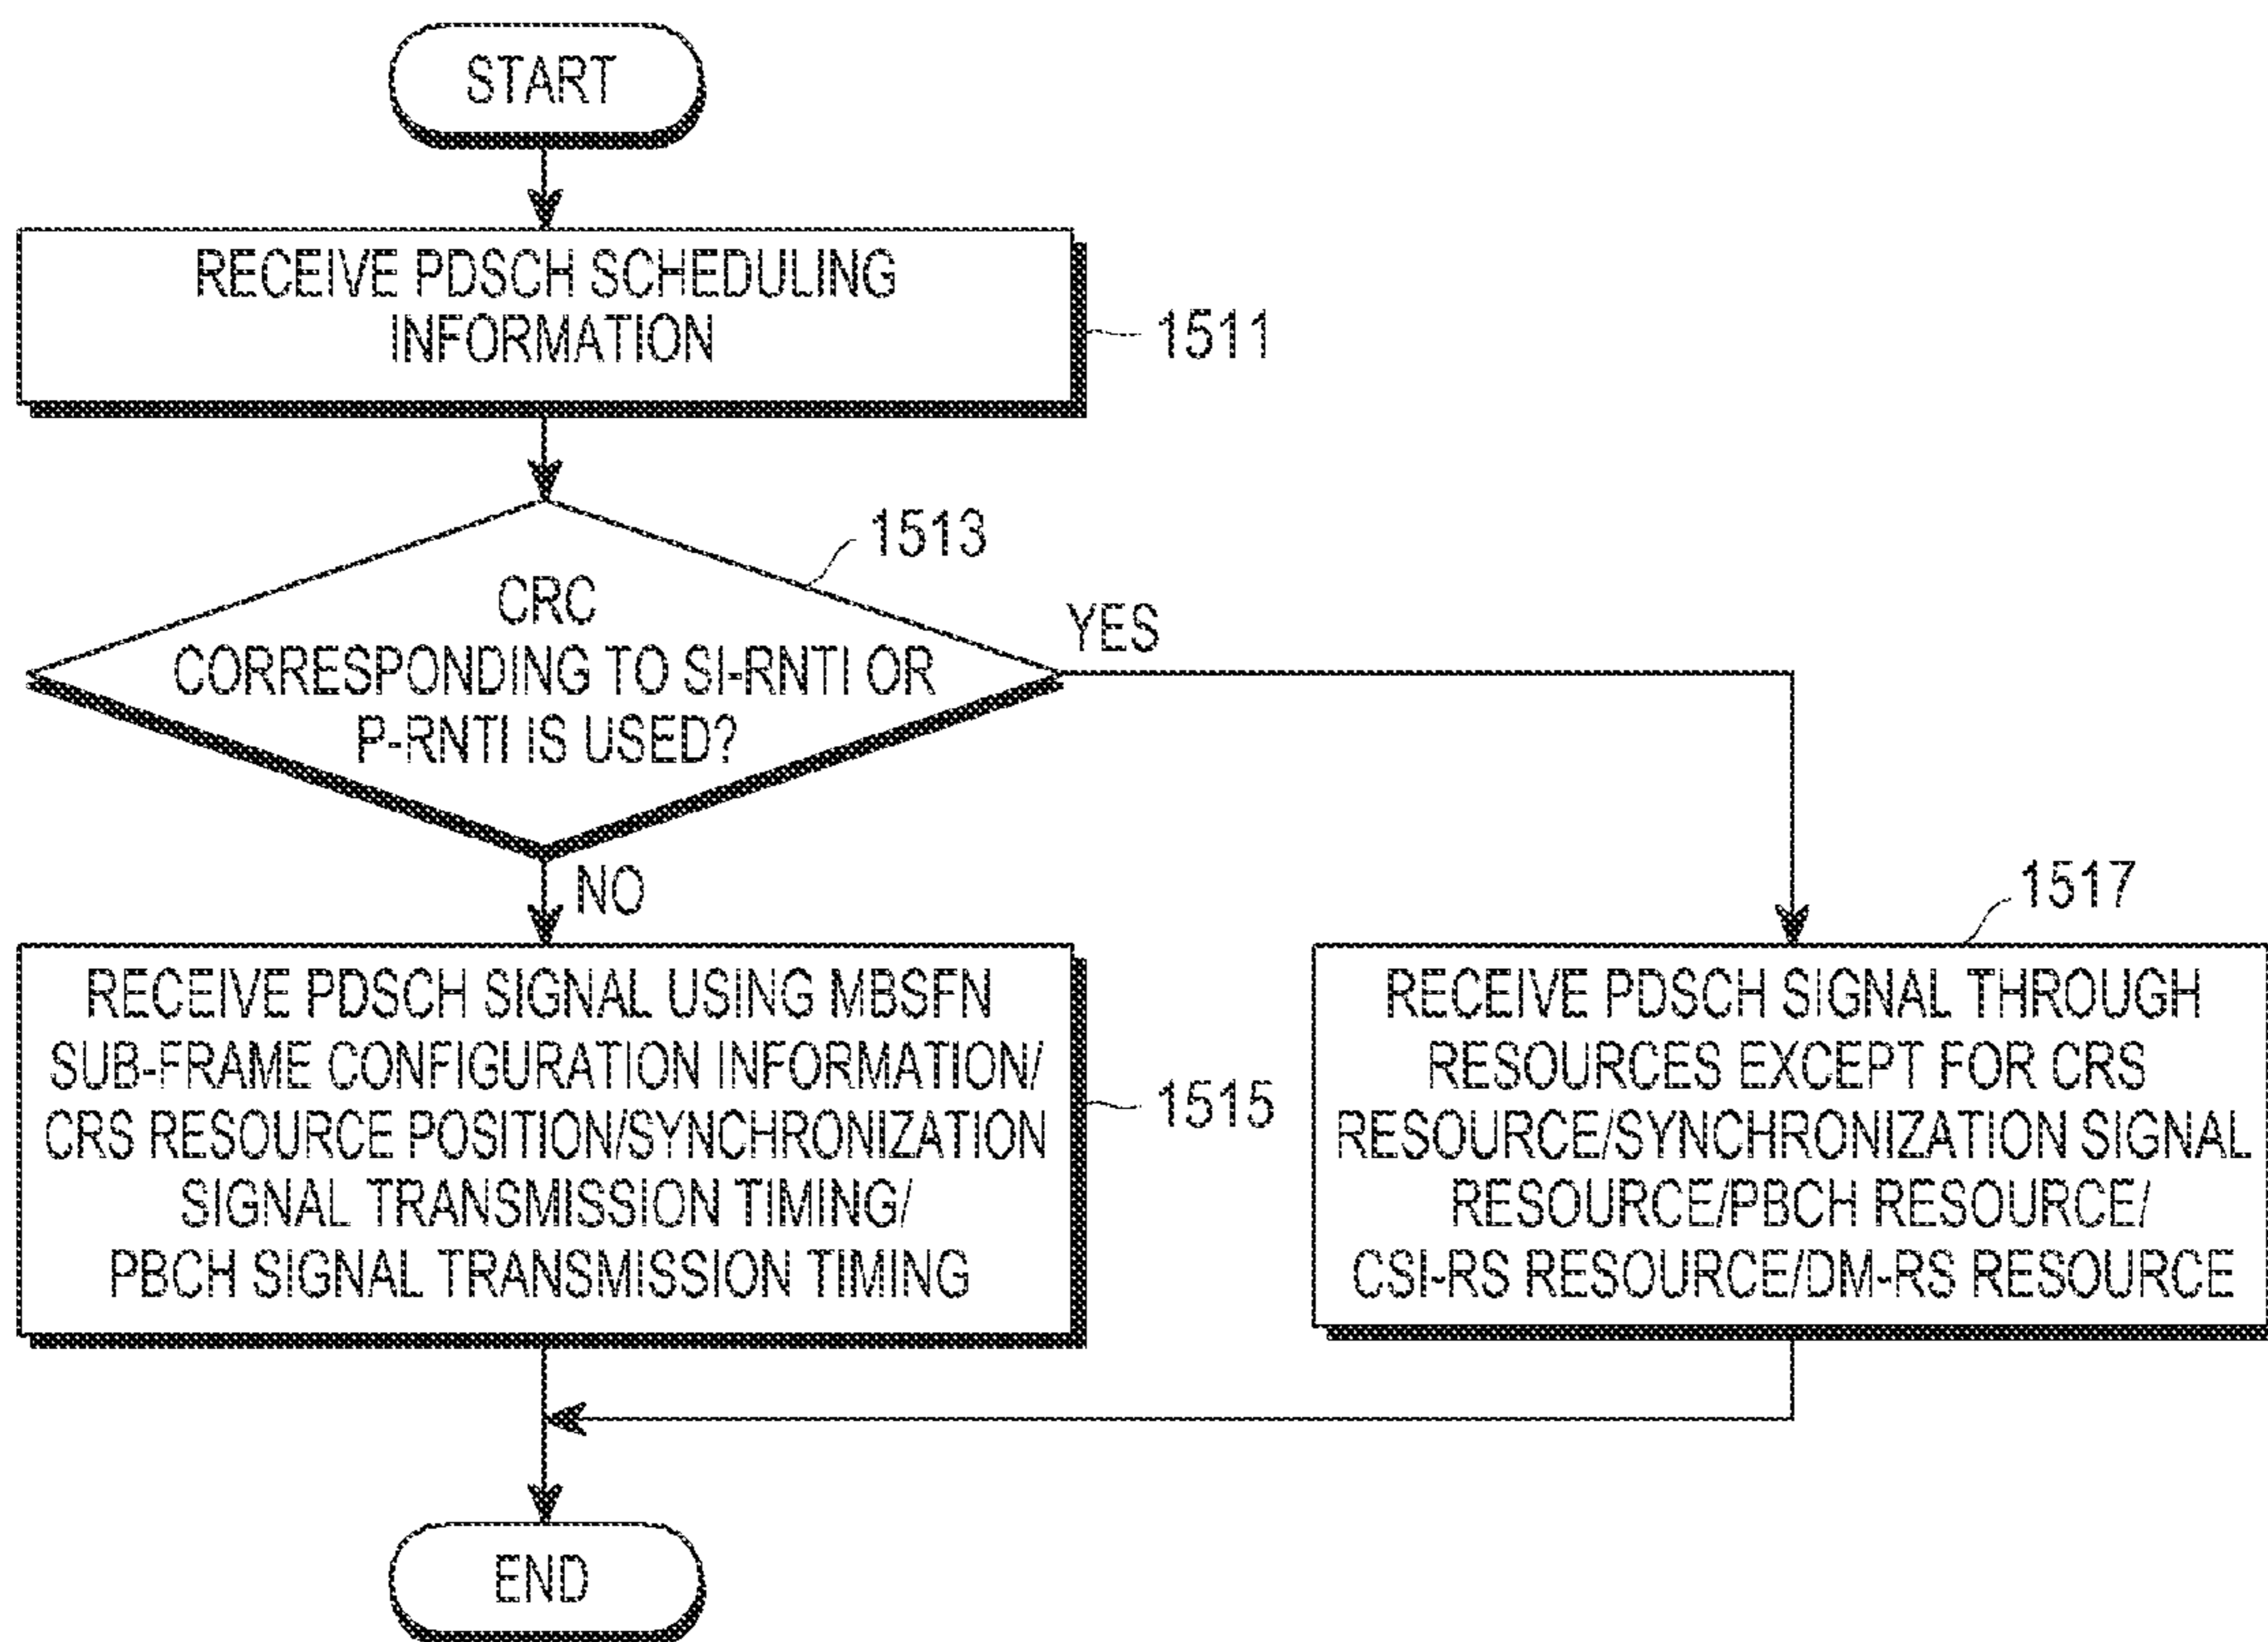 START
RECEIVE PDSCH SCHEDULING
INFORMATION
1511
1513
CRC
CORRESPONDING TO SI-RNTI OR
P-RNTI IS USED?
YES
NO
RECEIVE PDSCH SIGNAL USING MBSFN
SUB-FRAME CONFIGURATION INFORMATION/
CRS RESOURCE POSITION/SYNCHRONIZATION
SIGNAL TRANSMISSION TIMING/
PBCH SIGNAL TRANSMISSION TIMING
1515
1517
RECEIVE PDSCH SIGNAL THROUGH
RESOURCES EXCEPT FOR CRS
RESOURCE/SYNCHRONIZATION SIGNAL
RESOURCE/PBCH RESOURCE/
CSI-RS RESOURCE/DM-RS RESOURCE
END